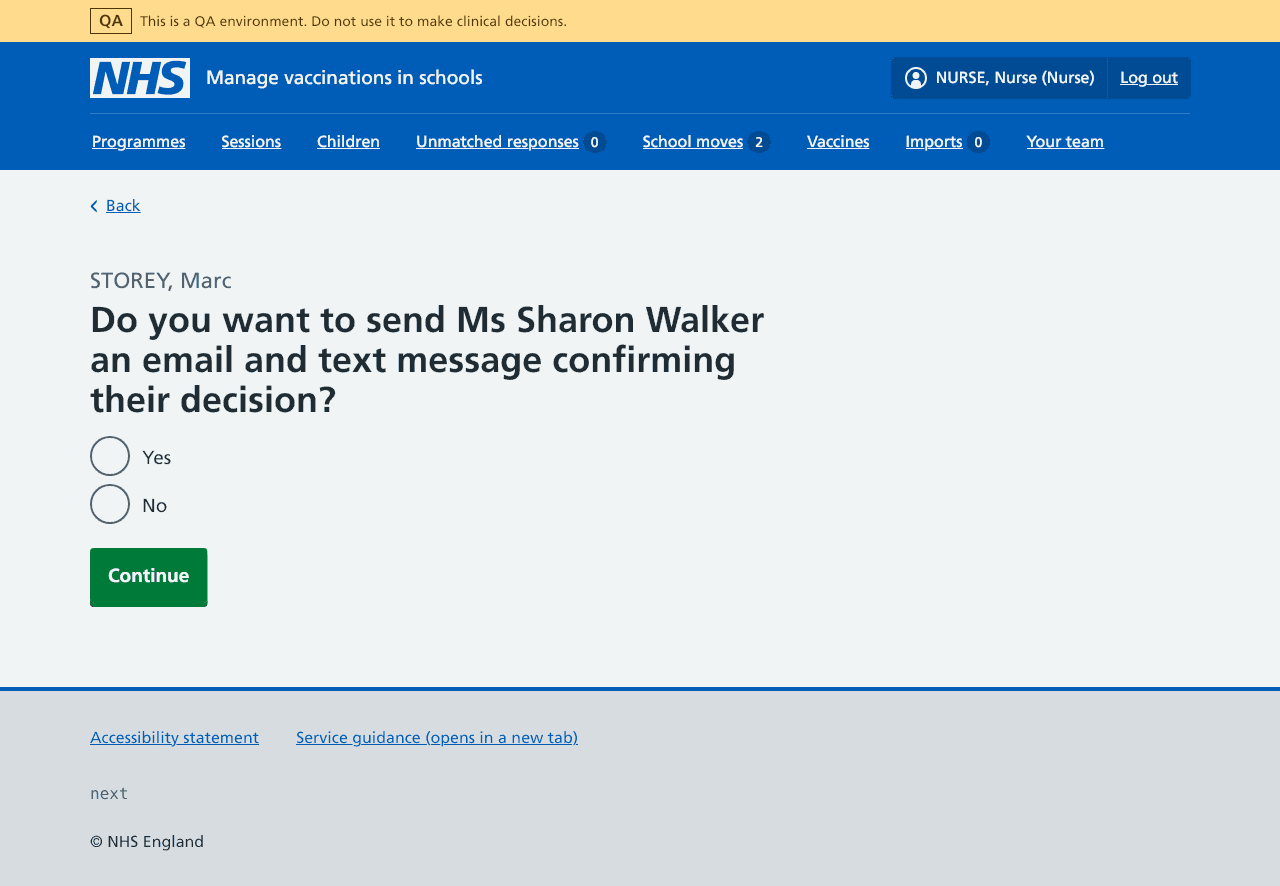 QA This is a QA environment. Do not use it to make clinical decisions.
NHS Manage vaccinations in schools NURSE, Nurse (Nurse) Log out
Programmes Sessions Children Unmatched responses 0 School moves 2 Vaccines Imports 0 Your team
Back
STOREY, Marc
Do you want to send Ms Sharon Walker
an email and text message confirming
their decision?
Yes
No
Continue
Accessibility statement Service guidance (opens in a new tab)
next
© NHS England